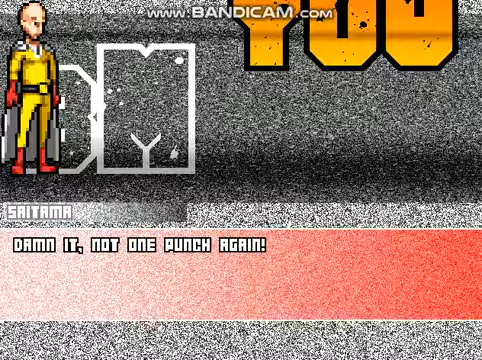 www.BANDICAM.com
YOU
SAITAMA
DAMN IT, NOT ONE PUNCH AGAIN!